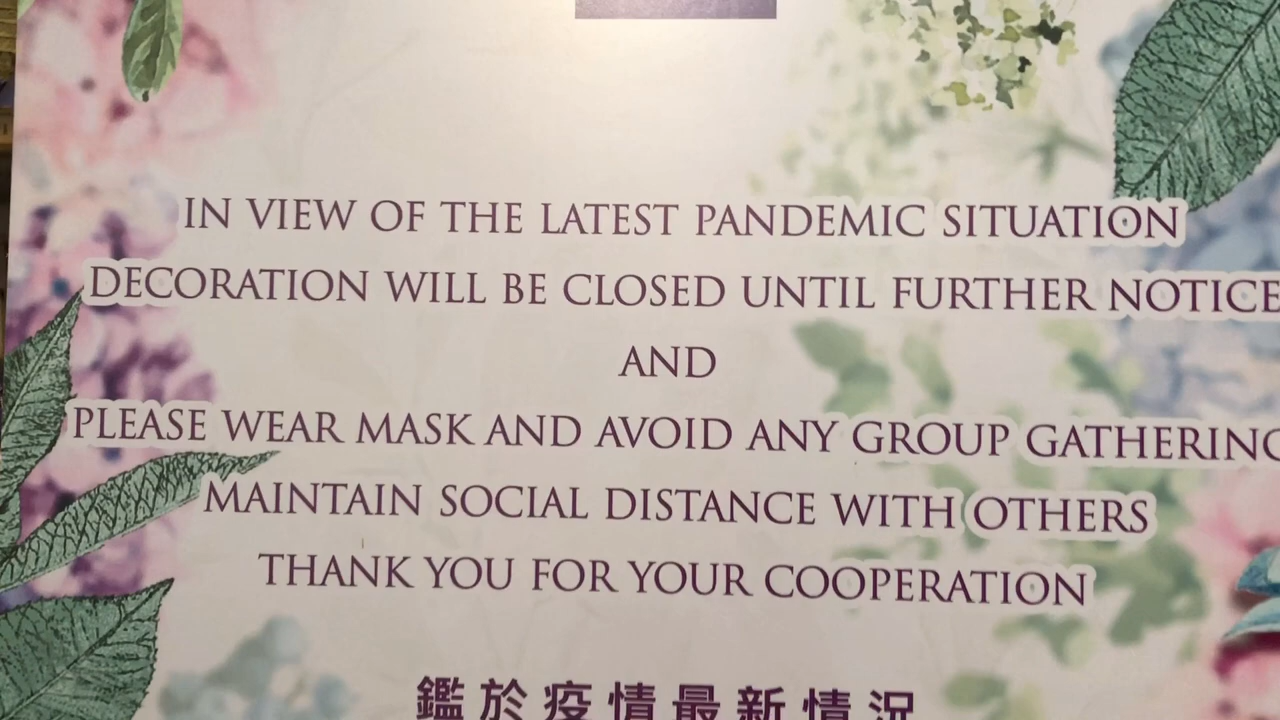 IN VIEW OF THE LATEST PANDEMIC SITUATION
DECORATION WILL BE CLOSED UNTIL FURTHER NOTICE
AND
PLEASE WEAR MASK AND AVOID ANY GROUP GATHERING
MAINTAIN SOCIAL DISTANCE WITH OTHERS
THANK YOU FOR YOUR COOPERATION
鑑於疫情最新情況